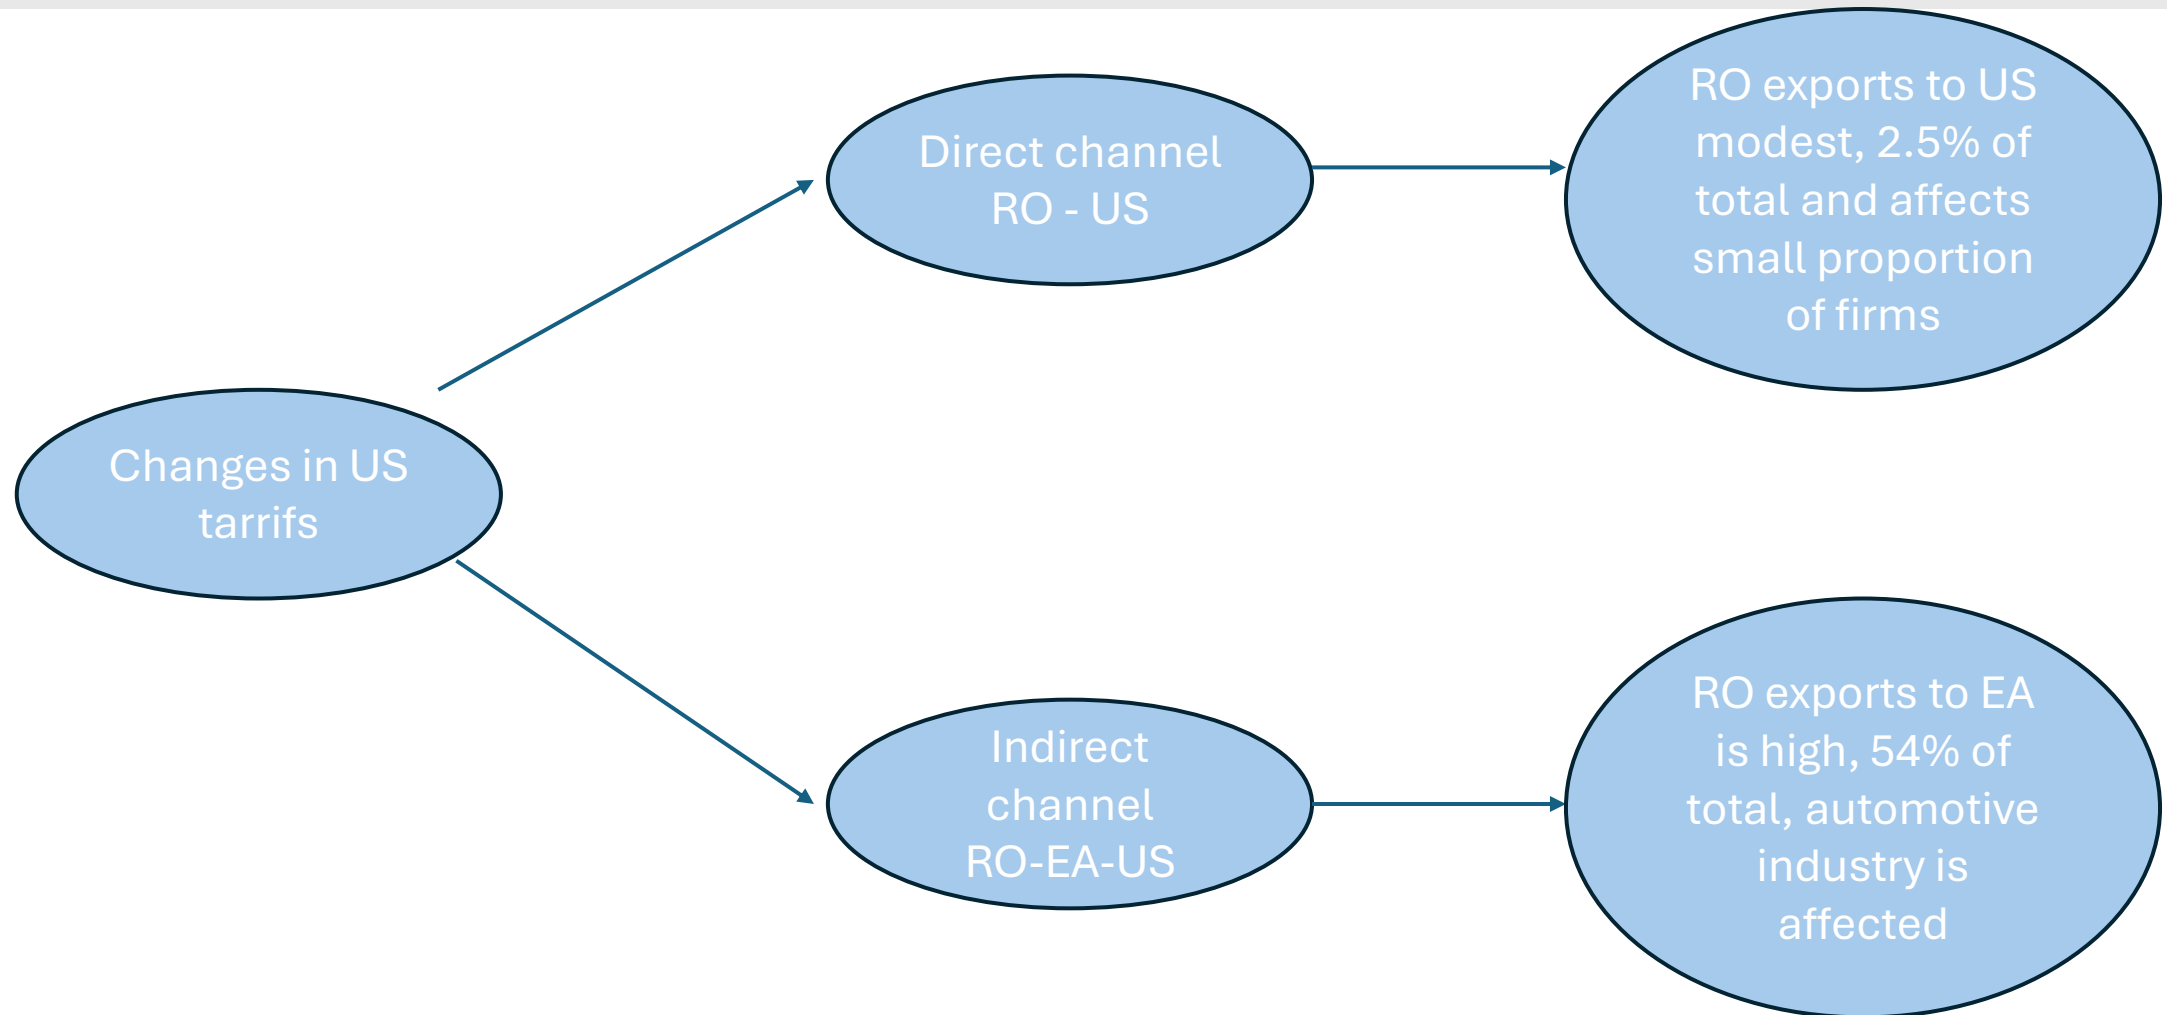 Changes in US
tarrifs
Direct channel
RO - US
RO exports to US
modest, 2.5% of
total and affects
small proportion
of firms
Indirect
channel
RO-EA-US
RO exports to EA
is high, 54% of
total, automotive
industry is
affected